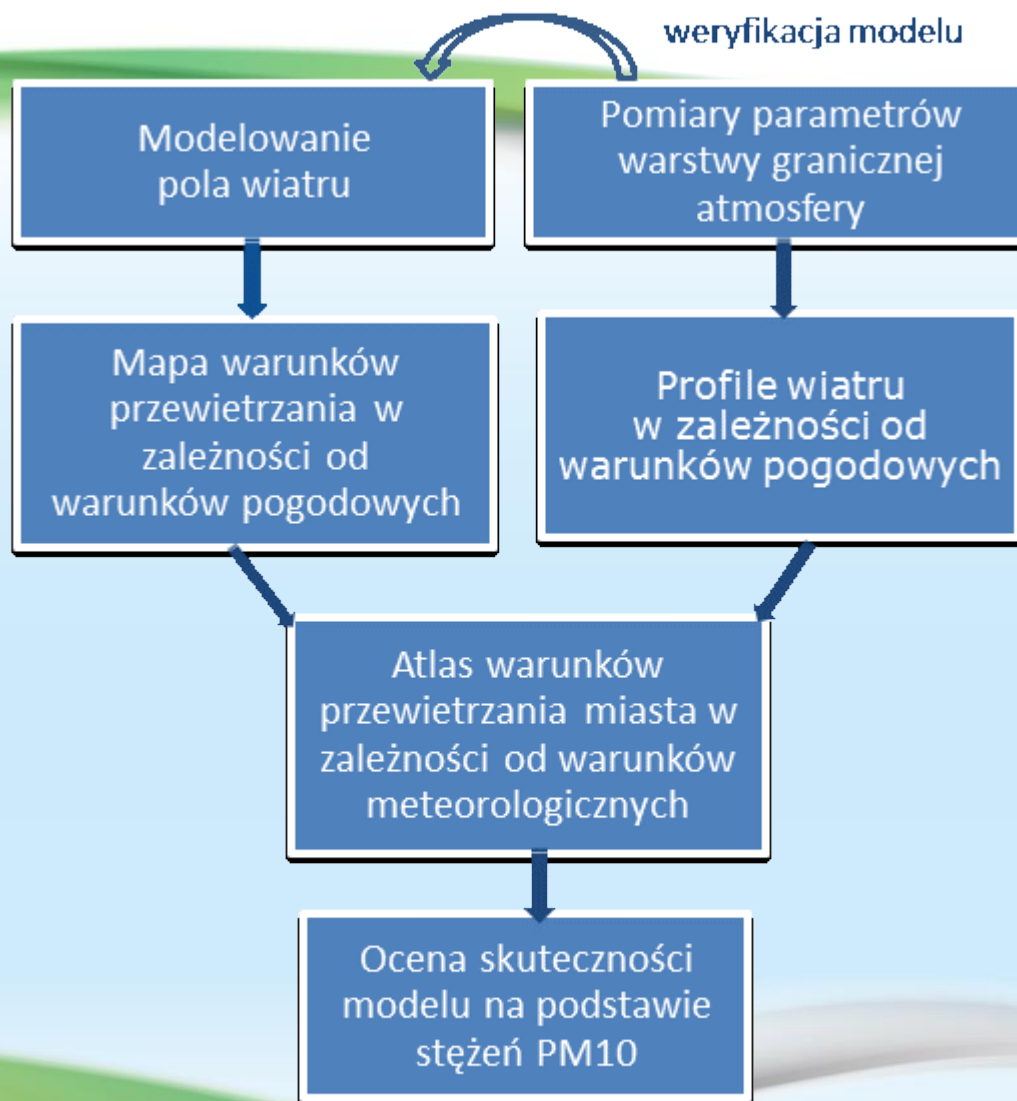 weryfikacja modelu
Modelowanie
pola wiatru
Pomiary parametrów
warstwy granicznej
atmosfery
Mapa warunków
przewietrzania w
zależności od
warunków pogodowych
Profile wiatru
w zależności od
warunków pogodowych
Atlas warunków
przewietrzania miasta w
zależności od warunków
meteorologicznych
Ocena skuteczności
modelu na podstawie
stężeń PM10